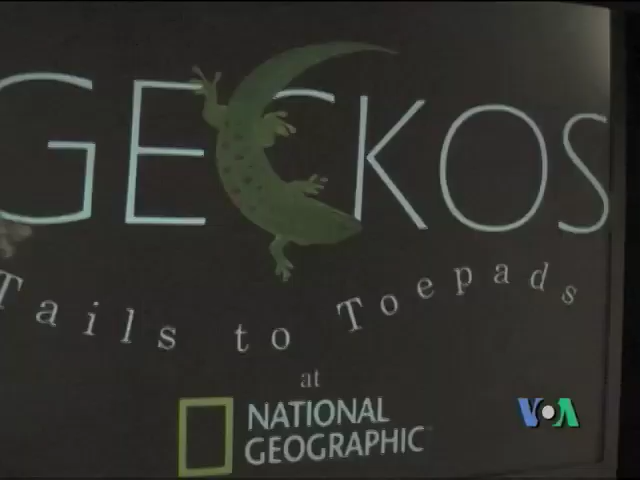 GECKOS
Tails to Toepads
at
NATIONAL
GEOGRAPHIC
VOA